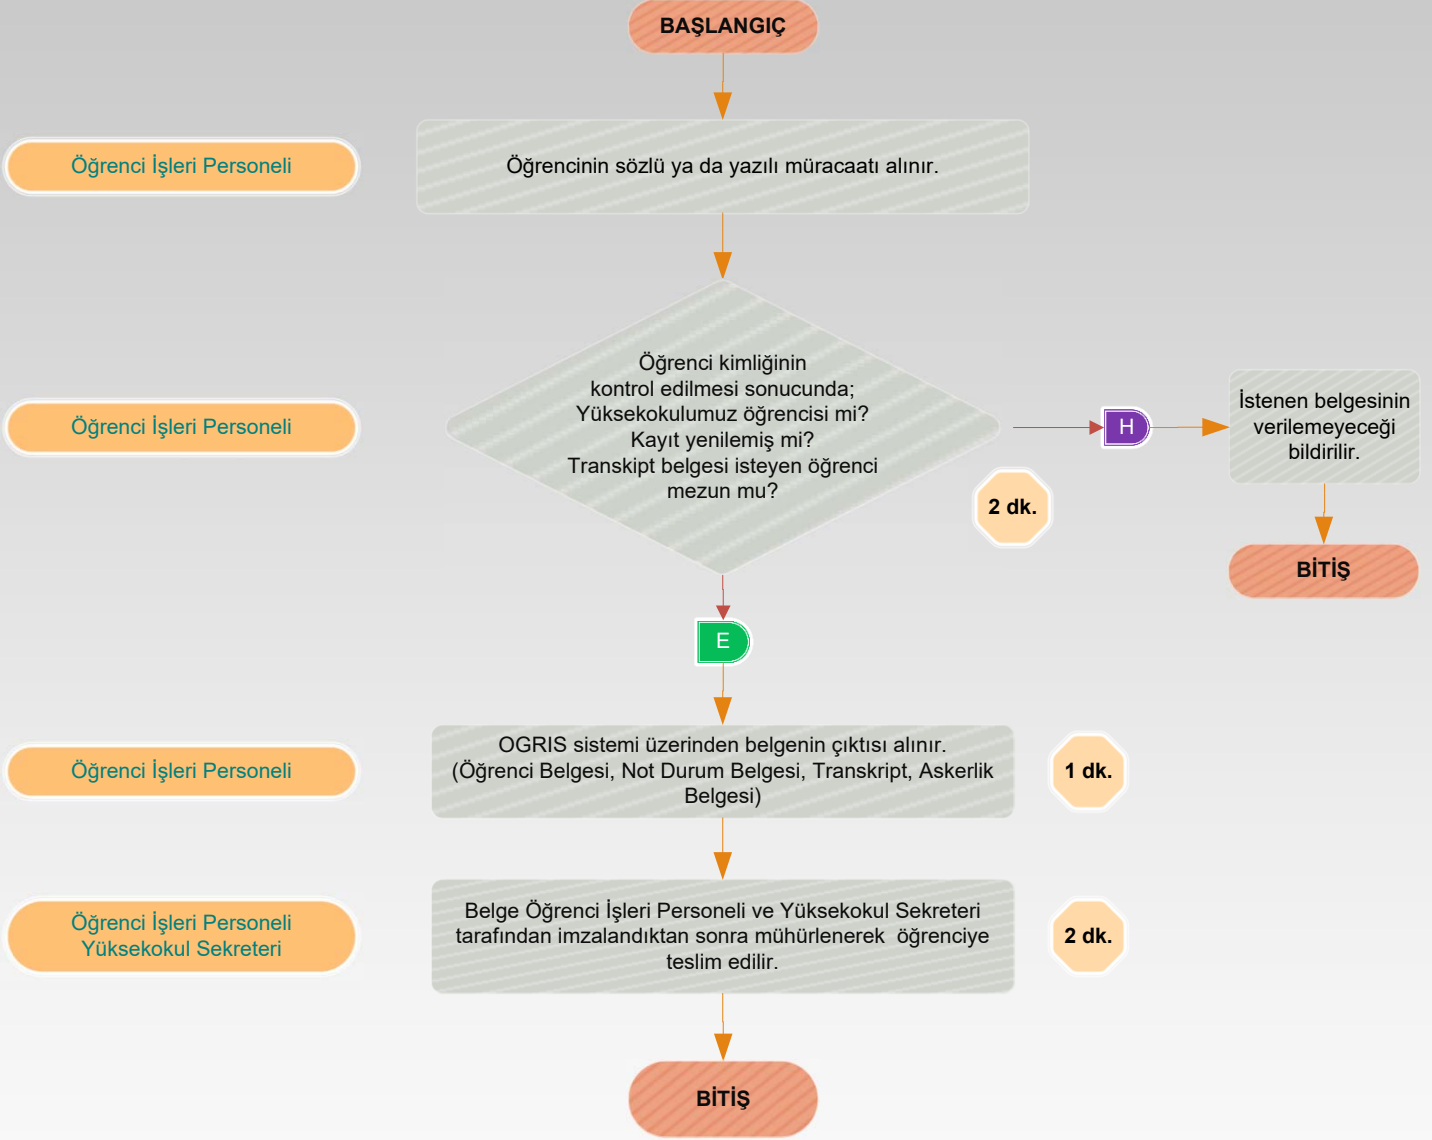 BAŞLANGIÇ
Öğrenci İşleri Personeli
Öğrencinin sözlü ya da yazılı müracaatı alınır.
Öğrenci İşleri Personeli
Öğrenci kimliğinin
kontrol edilmesi sonucunda;
Yüksekokulumuz öğrencisi mi?
Kayıt yenilemiş mi?
Transkipt belgesi isteyen öğrenci
mezun mu?
2 dk.
H
İstenen belgesinin
verilemeyeceği
bildirilir.
BİTİŞ
E
Öğrenci İşleri Personeli
OGRIS sistemi üzerinden belgenin çıktısı alınır.
(Öğrenci Belgesi, Not Durum Belgesi, Transkript, Askerlik
Belgesi)
1 dk.
Öğrenci İşleri Personeli
Yüksekokul Sekreteri
Belge Öğrenci İşleri Personeli ve Yüksekokul Sekreteri
tarafından imzalandıktan sonra mühürlenerek  öğrenciye
teslim edilir.
2 dk.
BİTİŞ